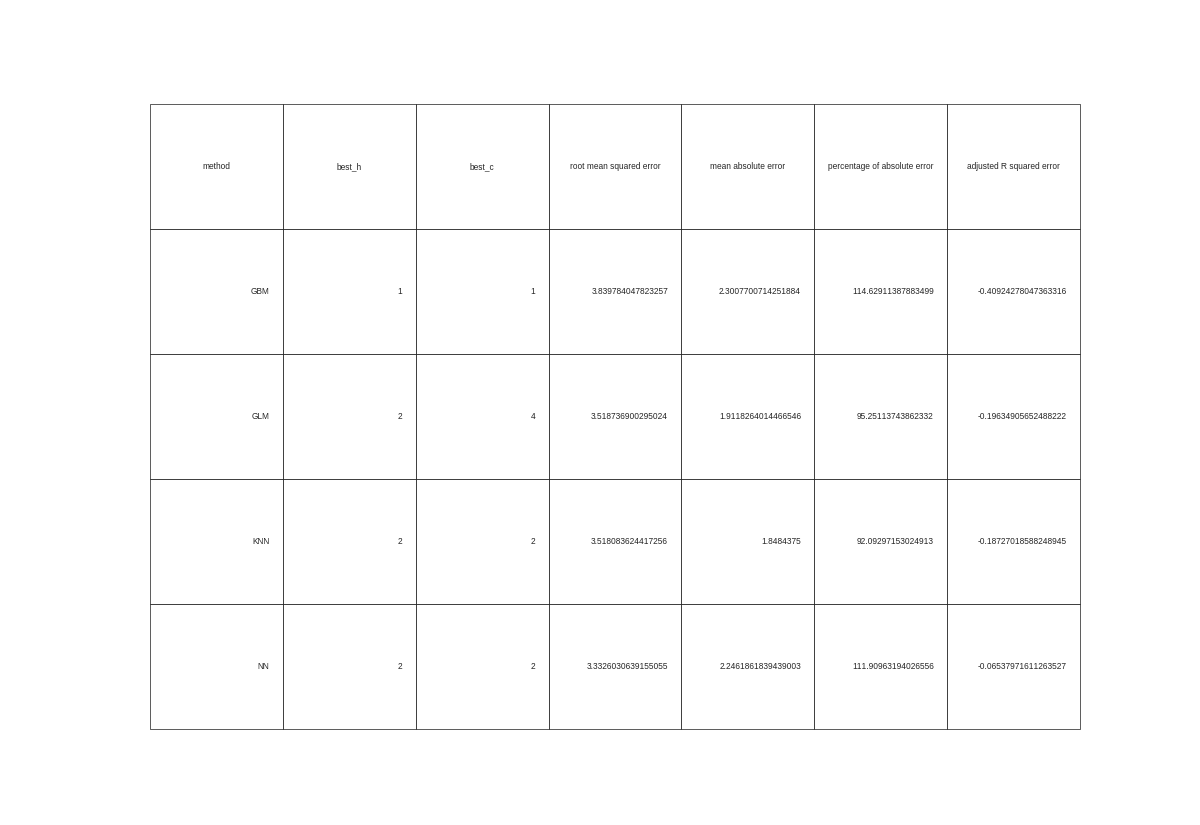 method best_h best_c root mean squared error mean absolute error percentage of absolute error adjusted R squared error
GBM 1 1 3.839784047823257 2.3007700714251884 114.62911387883499 -0.40924278047363316
GLM 2 4 3.518736900295024 1.9118264014466546 95.25113743862332 -0.19634905652488222
KNN 2 2 3.518083624417256 1.8484375 92.09297153024913 -0.18727018588248945
NN 2 2 3.3326030639155055 2.2461861839439003 111.90963194026556 -0.06537971611263527